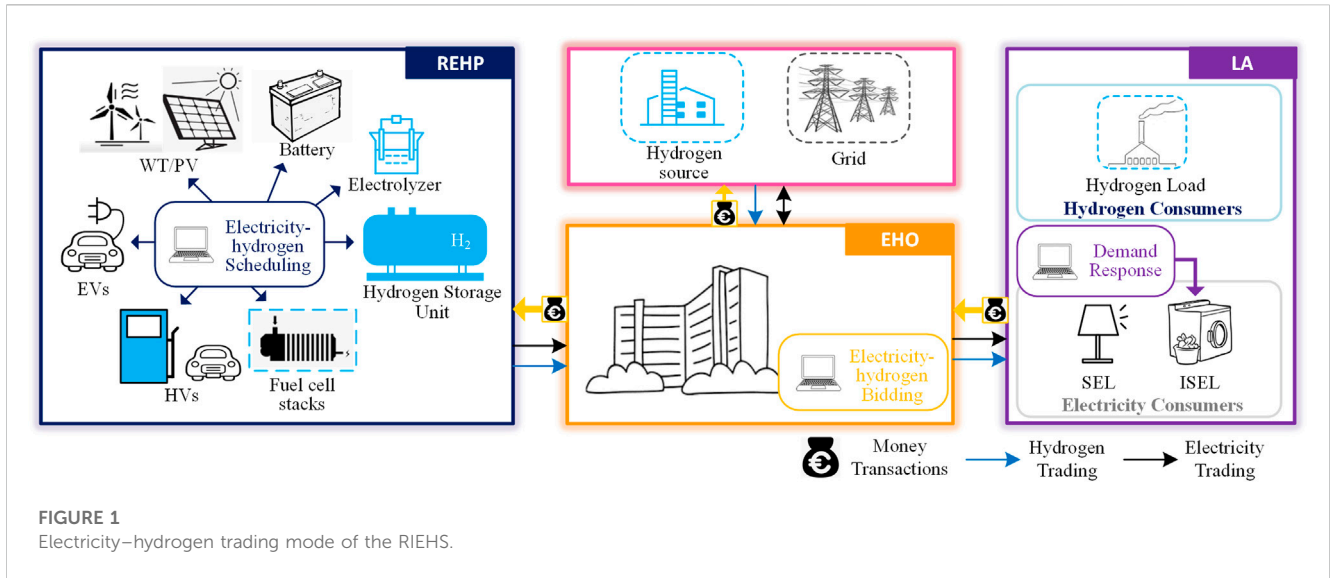 REHP
WT/PV
Battery
Electrolyzer
Electricity-
hydrogen
Scheduling
EVs
H₂
Hydrogen Storage
Unit
HVs
Fuel cell
stacks
Hydrogen
source
Grid
EHO
Electricity-
hydrogen
Bidding
LA
Hydrogen Load
Hydrogen Consumers
Demand
Response
SEL
ISEL
Electricity Consumers
Money
Transactions
Hydrogen
Trading
Electricity
Trading
FIGURE 1
Electricity–hydrogen trading mode of the RIEHS.